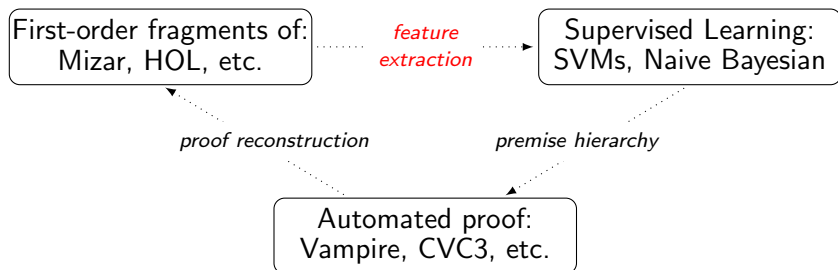 First-order fragments of:
Mizar, HOL, etc.
feature
extraction
Supervised Learning:
SVMs, Naive Bayesian
proof reconstruction
premise hierarchy
Automated proof:
Vampire, CVC3, etc.